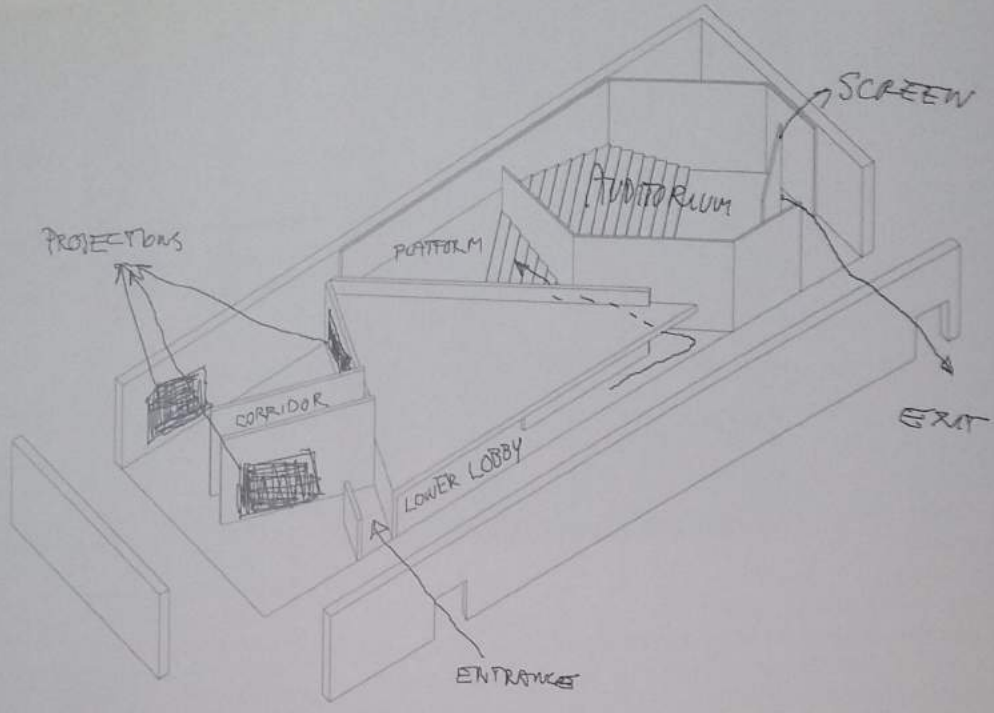 SCREEN
AUDITORIUM
PROJECTIONS
PLATFORM
CORRIDOR
EXIT
LOWER LOBBY
ENTRANCE